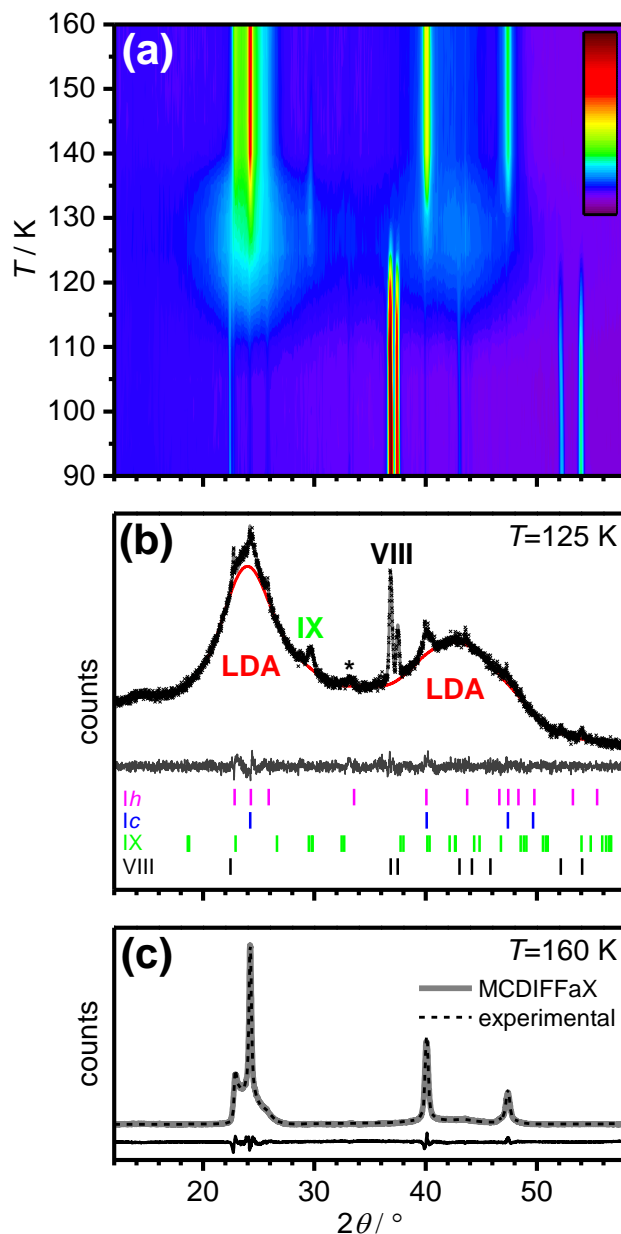 160
(a)
150
140
130
T / K
120
110
100
90
(b)
T=125 K
VIII
IX
*
LDA
LDA
counts
Ih
Ic
IX
VIII
(c)
T=160 K
MCDIFFaX
experimental
counts
20 30 40 50
2θ / °